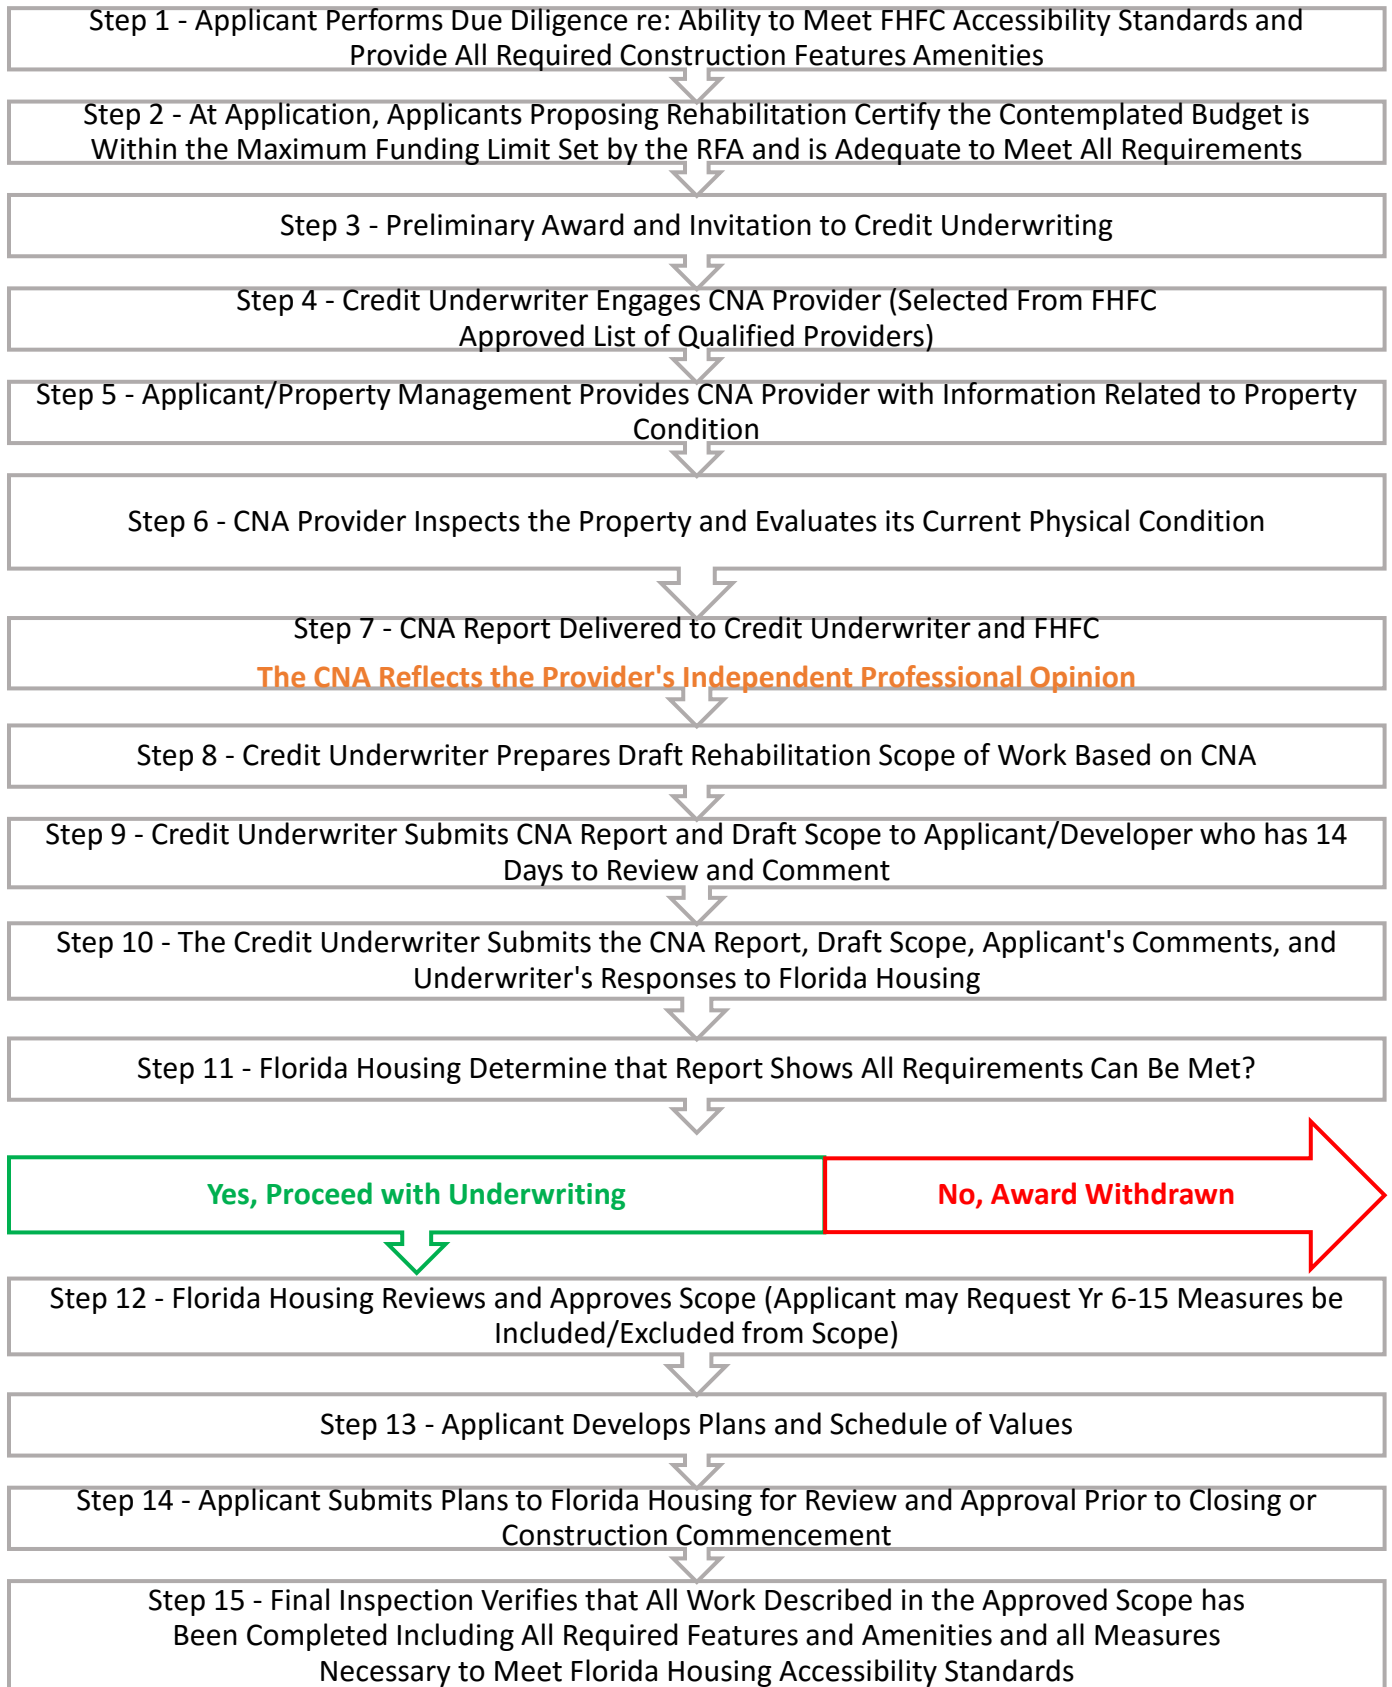 Step 1 - Applicant Performs Due Diligence re: Ability to Meet FHFC Accessibility Standards and
Provide All Required Construction Features Amenities
Step 2 - At Application, Applicants Proposing Rehabilitation Certify the Contemplated Budget is
Within the Maximum Funding Limit Set by the RFA and is Adequate to Meet All Requirements
Step 3 - Preliminary Award and Invitation to Credit Underwriting
Step 4 - Credit Underwriter Engages CNA Provider (Selected From FHFC
Approved List of Qualified Providers)
Step 5 - Applicant/Property Management Provides CNA Provider with Information Related to Property
Condition
Step 6 - CNA Provider Inspects the Property and Evaluates its Current Physical Condition
Step 7 - CNA Report Delivered to Credit Underwriter and FHFC
The CNA Reflects the Provider's Independent Professional Opinion
Step 8 - Credit Underwriter Prepares Draft Rehabilitation Scope of Work Based on CNA
Step 9 - Credit Underwriter Submits CNA Report and Draft Scope to Applicant/Developer who has 14
Days to Review and Comment
Step 10 - The Credit Underwriter Submits the CNA Report, Draft Scope, Applicant's Comments, and
Underwriter's Responses to Florida Housing
Step 11 - Florida Housing Determine that Report Shows All Requirements Can Be Met?
Yes, Proceed with Underwriting
No, Award Withdrawn
Step 12 - Florida Housing Reviews and Approves Scope (Applicant may Request Yr 6-15 Measures be
Included/Excluded from Scope)
Step 13 - Applicant Develops Plans and Schedule of Values
Step 14 - Applicant Submits Plans to Florida Housing for Review and Approval Prior to Closing or
Construction Commencement
Step 15 - Final Inspection Verifies that All Work Described in the Approved Scope has
Been Completed Including All Required Features and Amenities and all Measures
Necessary to Meet Florida Housing Accessibility Standards